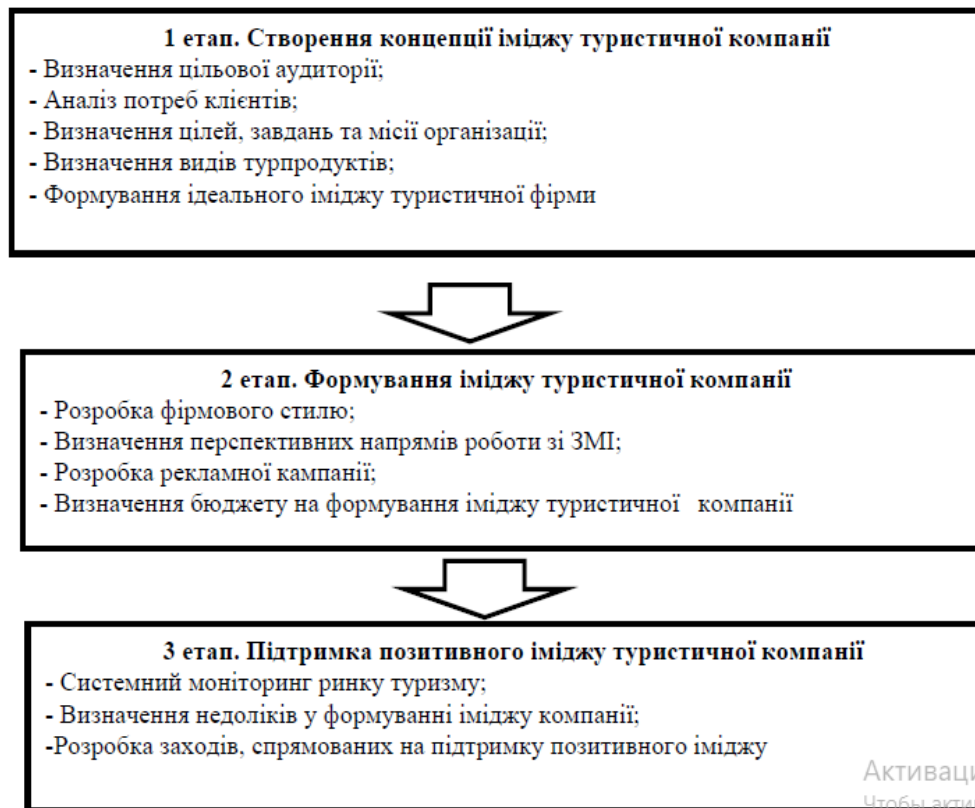 1 етап. Створення концепції іміджу туристичної компанії
- Визначення цільової аудиторії;
- Аналіз потреб клієнтів;
- Визначення цілей, завдань та місії організації;
- Визначення видів турпродуктів;
- Формування ідеального іміджу туристичної фірми
2 етап. Формування іміджу туристичної компанії
- Розробка фірмового стилю;
- Визначення перспективних напрямів роботи зі ЗМІ;
- Розробка рекламної кампанії;
- Визначення бюджету на формування іміджу туристичної компанії
3 етап. Підтримка позитивного іміджу туристичної компанії
- Системний моніторинг ринку туризму;
- Визначення недоліків у формуванні іміджу компанії;
-Розробка заходів, спрямованих на підтримку позитивного іміджу
Активаци
Чтобы